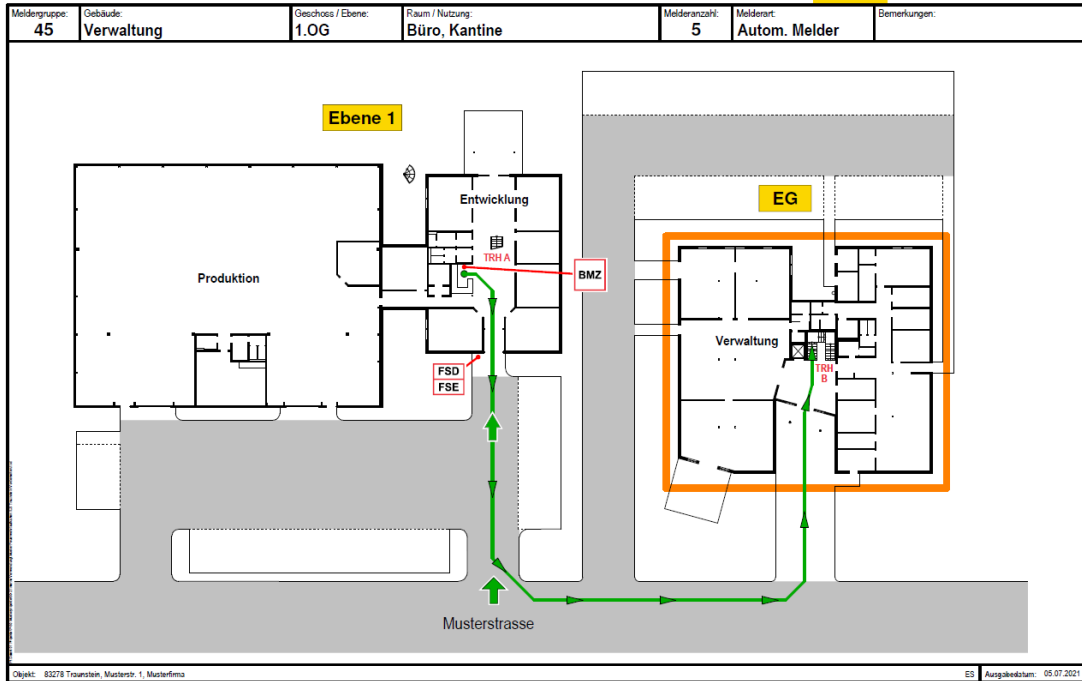 Meldergruppe:
45
Gebäude:
Verwaltung
Geschoss / Ebene:
1.OG
Raum / Nutzung:
Büro, Kantine
Melderanzahl:
5
Melderart:
Autom. Melder
Bemerkungen:
Ebene 1
Entwicklung
TRH A
BMZ
Produktion
FSD
FSE
EG
Verwaltung
TRH
B
Musterstrasse
Objekt: 83278 Traunstein, Musterstr. 1, Musterfirma
ES
Ausgabedatum: 05.07.2021